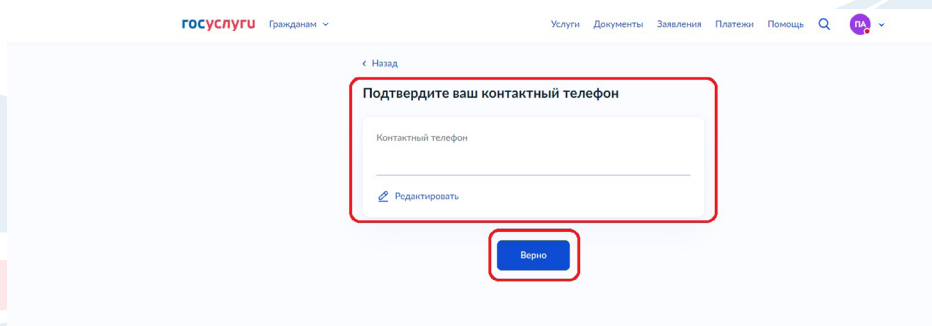 госуслуги Гражданам Услуги Документы Заявления Платежи Помощь ПА
Назад
Подтвердите ваш контактный телефон
Контактный телефон
Редактировать
Верно